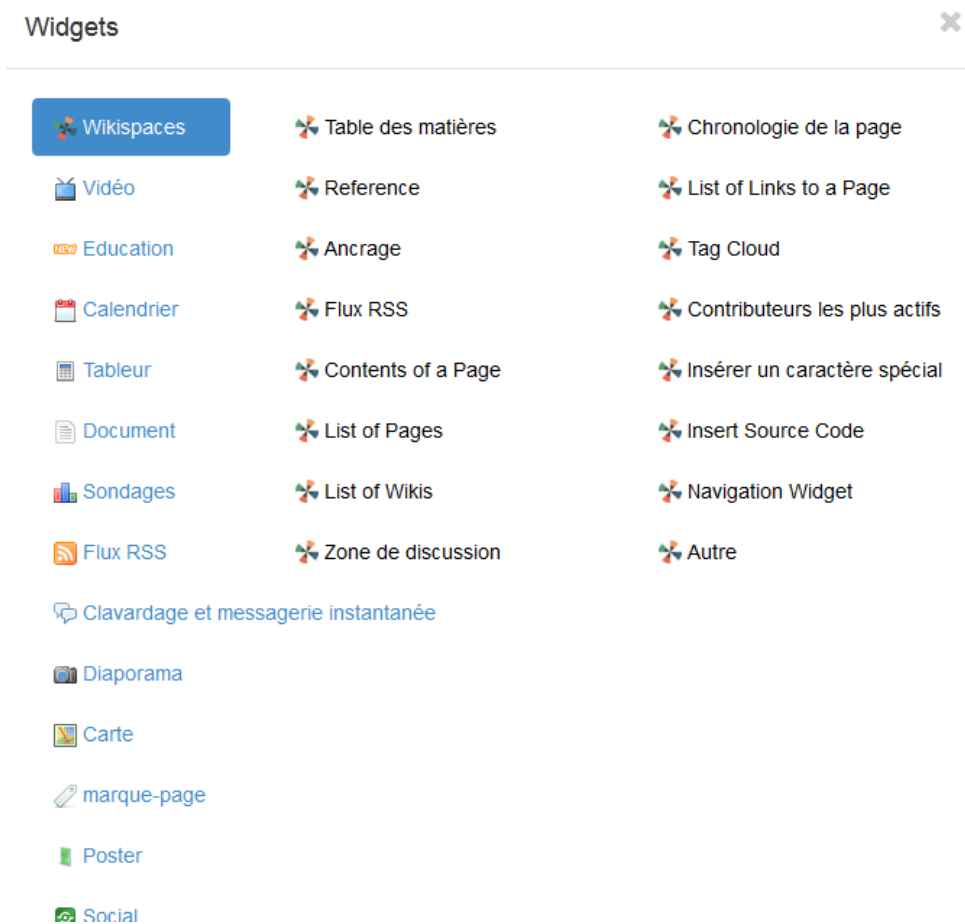 Widgets
Wikispaces
Table des matières
Chronologie de la page
Vidéo
Reference
List of Links to a Page
NEW Education
Ancrage
Tag Cloud
Calendrier
Flux RSS
Contributeurs les plus actifs
Tableur
Contents of a Page
Insérer un caractère spécial
Document
List of Pages
Insert Source Code
Sondages
List of Wikis
Navigation Widget
Flux RSS
Zone de discussion
Autre
Clavardage et messagerie instantanée
Diaporama
Carte
marque-page
Poster
Social